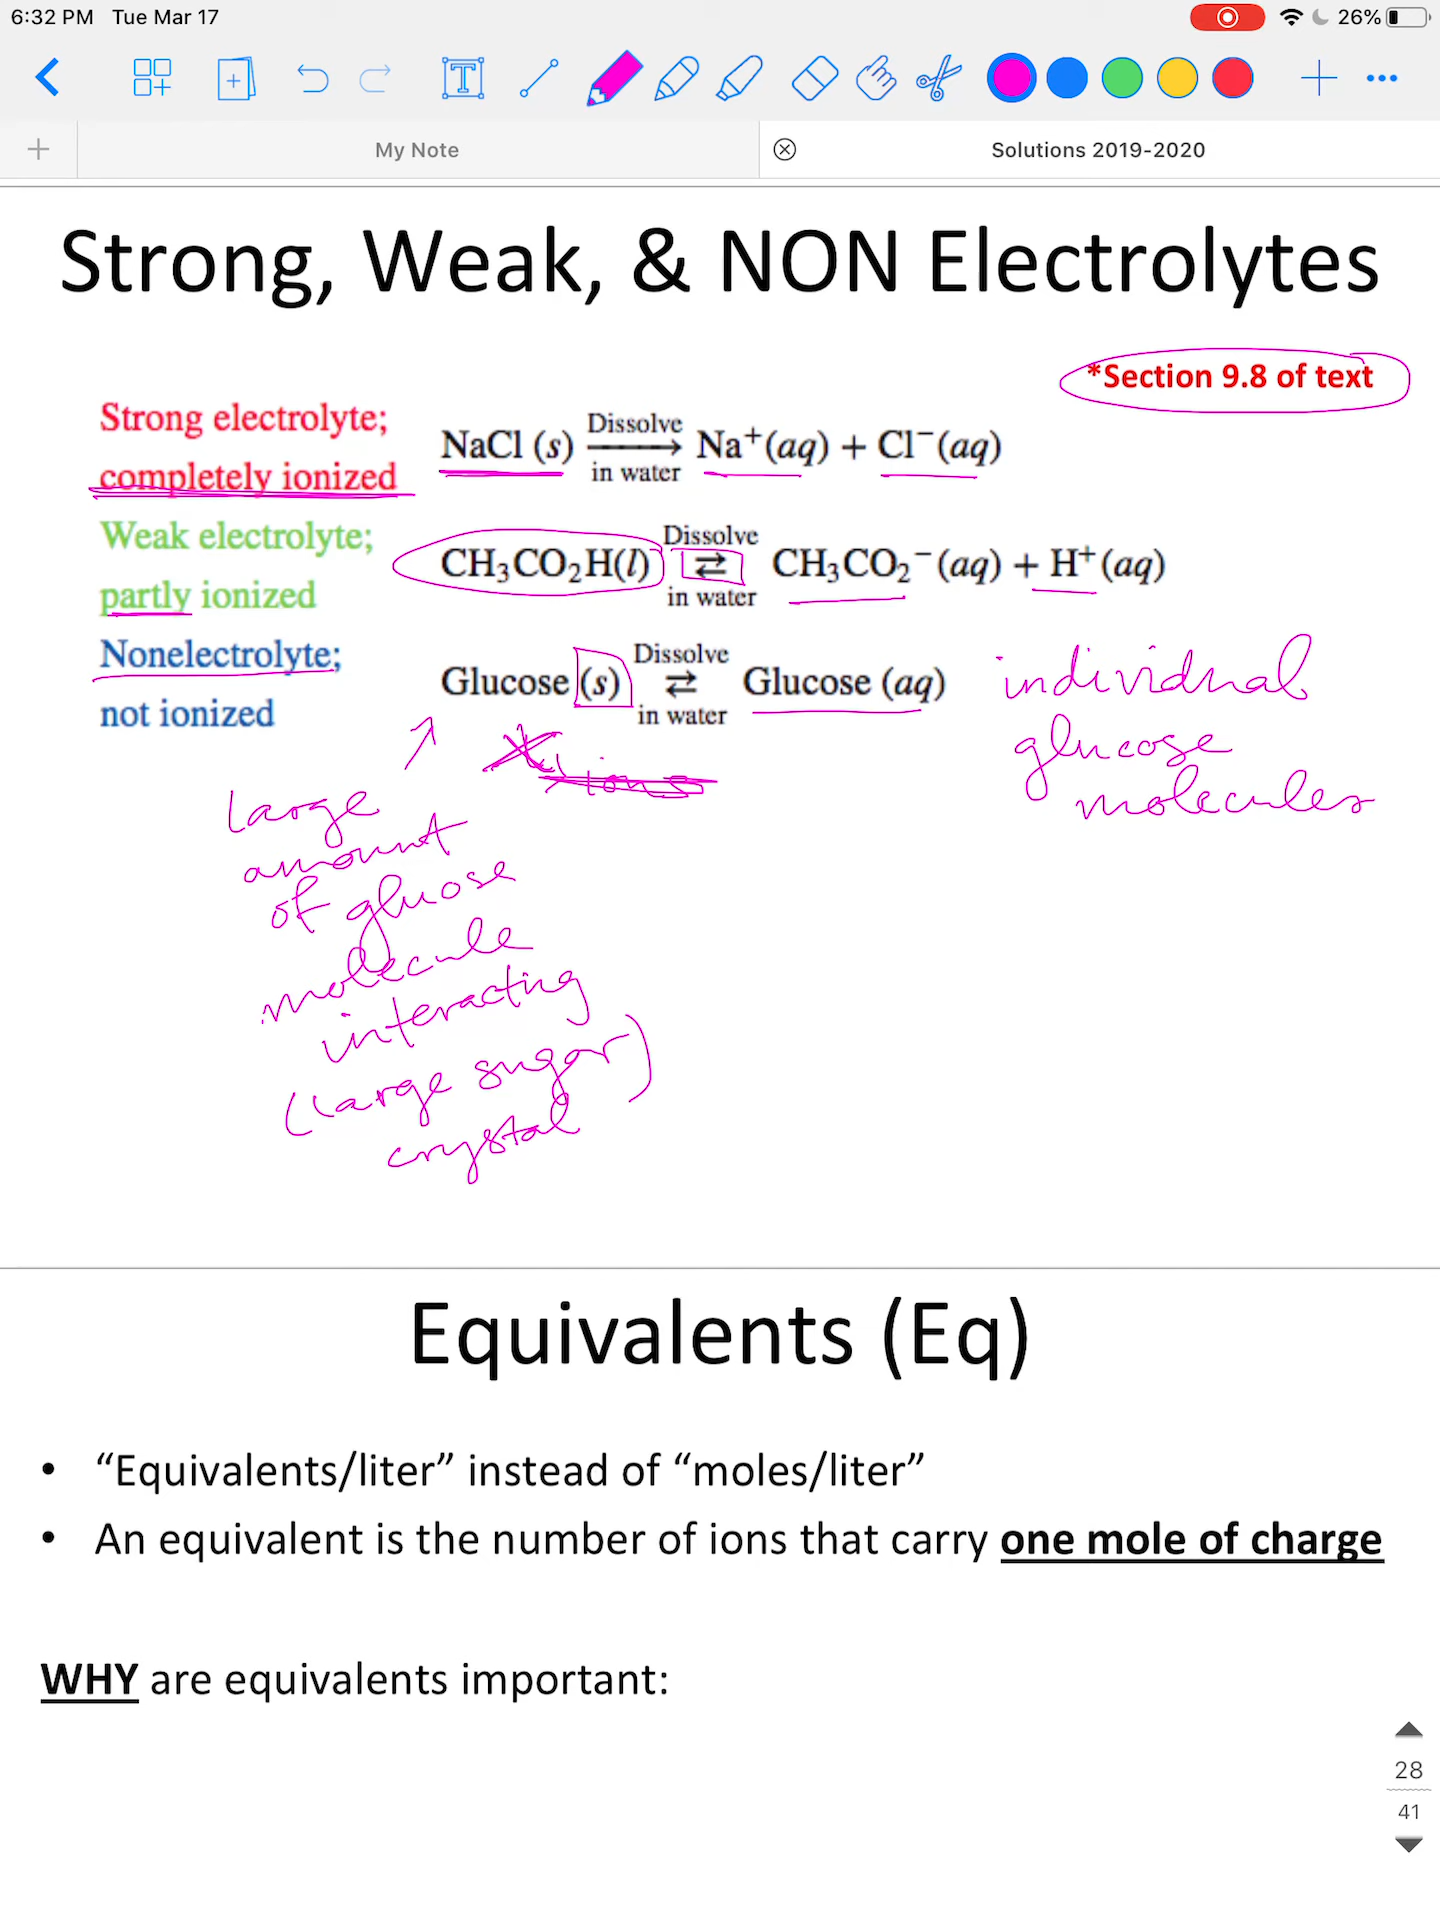 6:32 PM Tue Mar 17
26%
My Note
Solutions 2019-2020
Strong, Weak, & NON Electrolytes
*Section 9.8 of text
Strong electrolyte;
completely ionized
NaCl (s) Dissolve in water Na⁺(aq) + Cl⁻(aq)
Weak electrolyte;
partly ionized
CH₃CO₂H(l) Dissolve ⇄ in water CH₃CO₂⁻(aq) + H⁺(aq)
Nonelectrolyte;
not ionized
Glucose (s) Dissolve ⇄ in water Glucose (aq)
individual
glucose
molecules
ions
large
amount
of gluose
molecule
interacting
(large sugar)
crystal
Equivalents (Eq)
• “Equivalents/liter” instead of “moles/liter”
• An equivalent is the number of ions that carry one mole of charge
WHY are equivalents important:
28
41